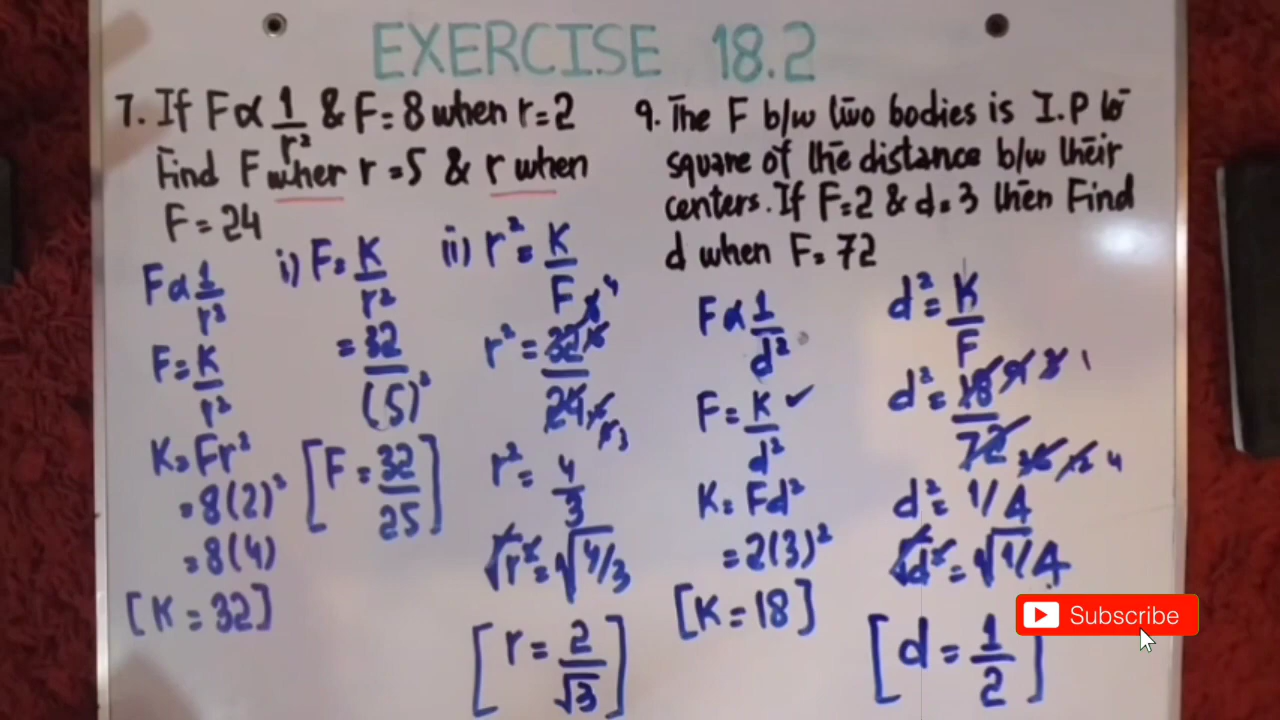 EXERCISE 18.2
7. If F ∝ 1/r² & F = 8 when r = 2
Find F when r = 5 & r when
F = 24
F ∝ 1/r²
F = K/r²
K = Fr²
= 8(2)²
= 8(4)
[K = 32]
i) F = K/r²
= 32/(5)²
[F = 32/25]
ii) r² = K/F
r² = 32/24
r² = 4/3
√r² = √4/3
[r = 2/√3]
9. The F b/w two bodies is I.P to
square of the distance b/w their
centers. If F = 2 & d = 3 then Find
d when F = 72
F ∝ 1/d²
F = K/d² ✓
K = Fd²
= 2(3)²
[K = 18]
d² = K/F
d² = 18/72
d² = 1/4
√d² = √1/4
[d = 1/2]
Subscribe